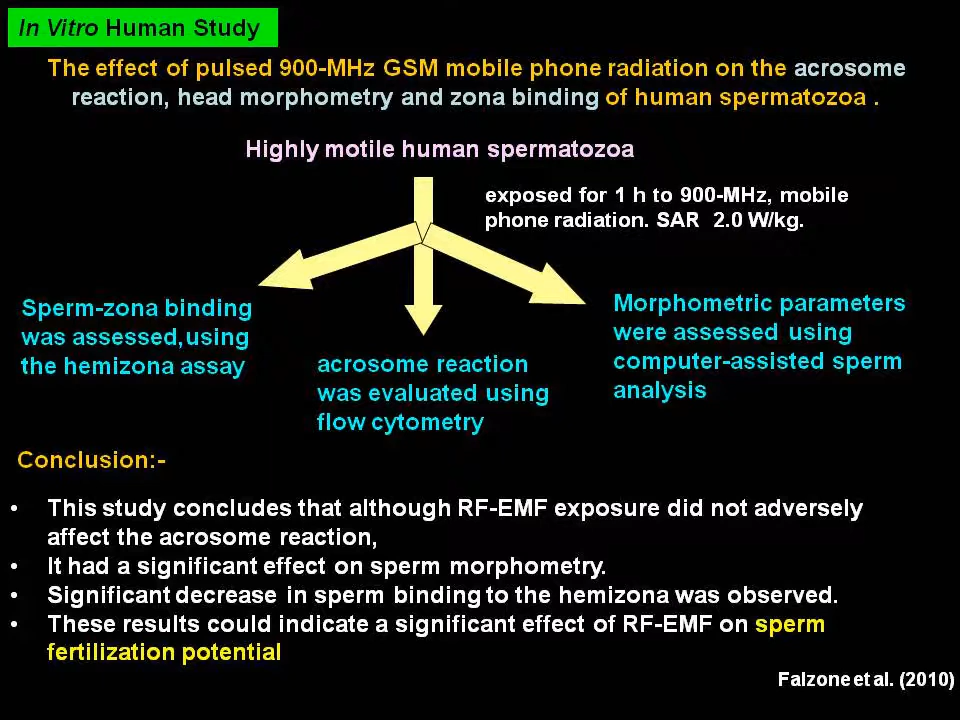 In Vitro Human Study
The effect of pulsed 900-MHz GSM mobile phone radiation on the acrosome
reaction, head morphometry and zona binding of human spermatozoa .
Highly motile human spermatozoa
exposed for 1 h to 900-MHz, mobile
phone radiation. SAR 2.0 W/kg.
Sperm-zona binding
was assessed,using
the hemizona assay
acrosome reaction
was evaluated using
flow cytometry
Morphometric parameters
were assessed using
computer-assisted sperm
analysis
Conclusion:-
• This study concludes that although RF-EMF exposure did not adversely
affect the acrosome reaction,
• It had a significant effect on sperm morphometry.
• Significant decrease in sperm binding to the hemizona was observed.
• These results could indicate a significant effect of RF-EMF on sperm
fertilization potential
Falzone et al. (2010)